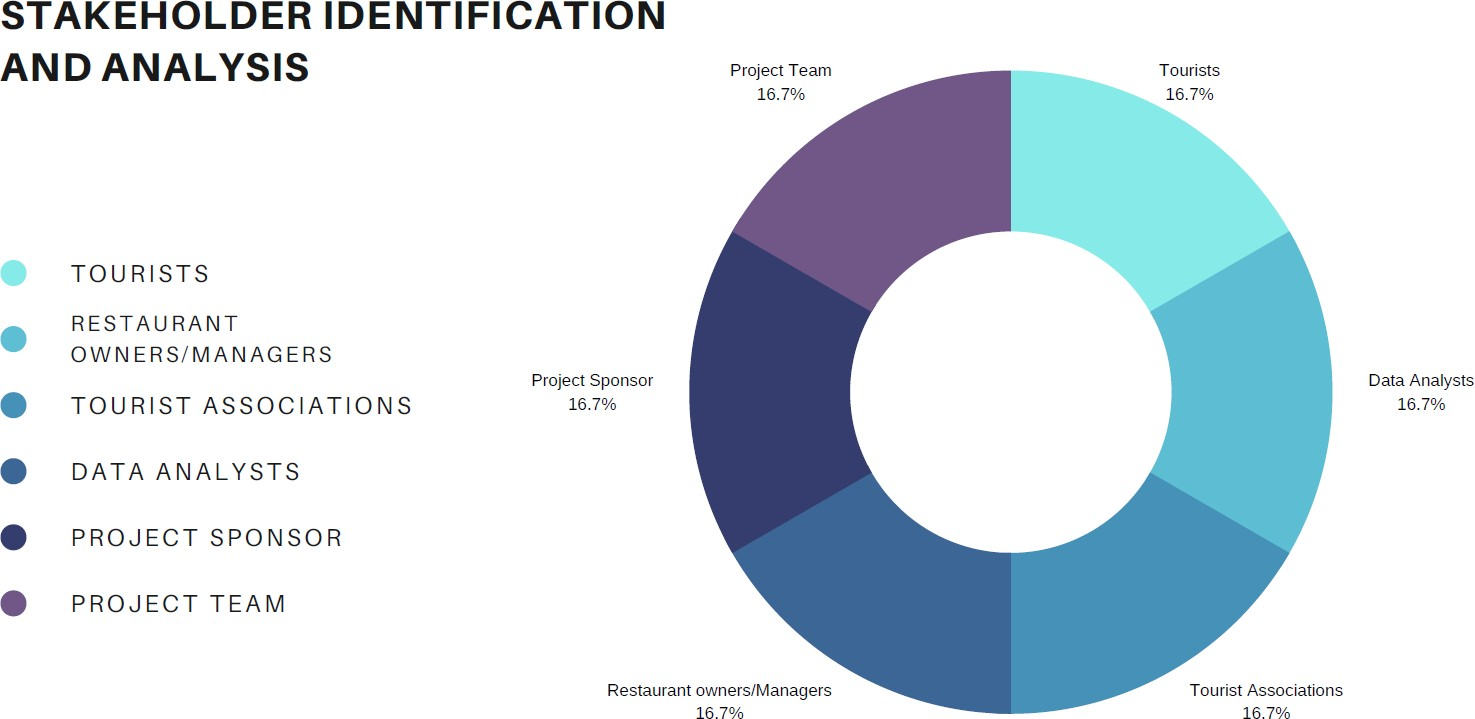 STAKEHOLDER IDENTIFICATION
AND ANALYSIS
TOURISTS
RESTAURANT
OWNERS/MANAGERS
TOURIST ASSOCIATIONS
DATA ANALYSTS
PROJECT SPONSOR
PROJECT TEAM
Project Team
16.7%
Tourists
16.7%
Project Sponsor
16.7%
Data Analysts
16.7%
Restaurant owners/Managers
16.7%
Tourist Associations
16.7%